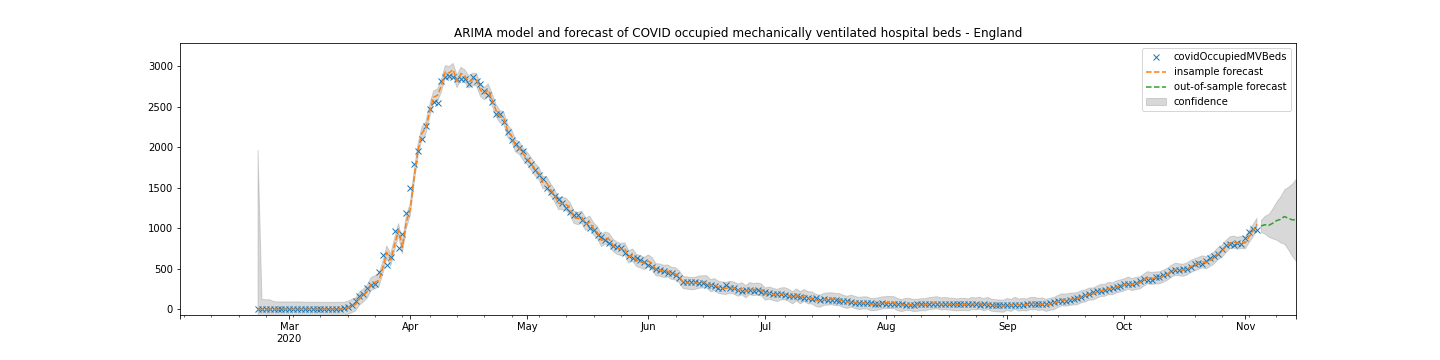 ARIMA model and forecast of COVID occupied mechanically ventilated hospital beds - England
covidOccupiedMVBeds
insample forecast
out-of-sample forecast
confidence
3000
2500
2000
1500
1000
500
0
Mar Apr May Jun Jul Aug Sep Oct Nov
2020